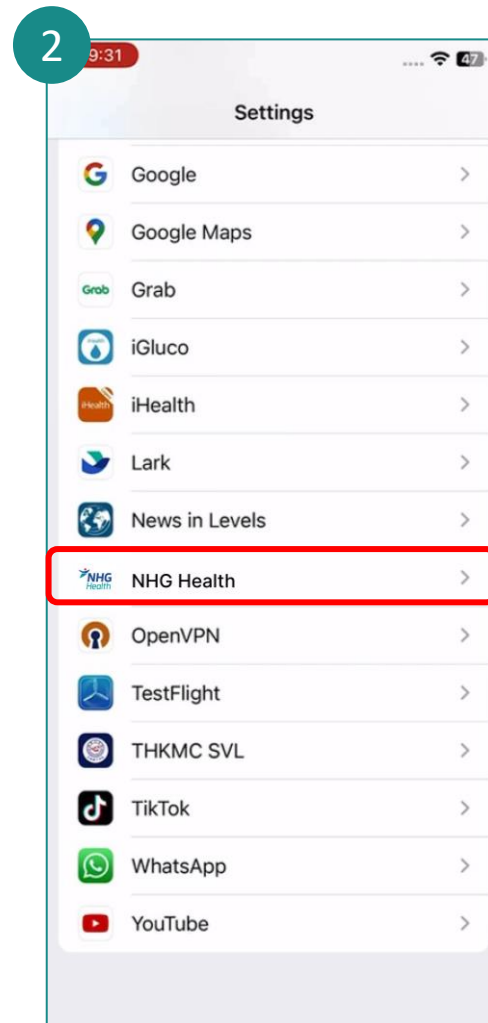 2
9:31
47
Settings
Google
Google Maps
Grab
Grab
iGluco
iHealth
iHealth
Lark
News in Levels
NHG
Health
NHG Health
OpenVPN
TestFlight
THKMC SVL
TikTok
WhatsApp
YouTube